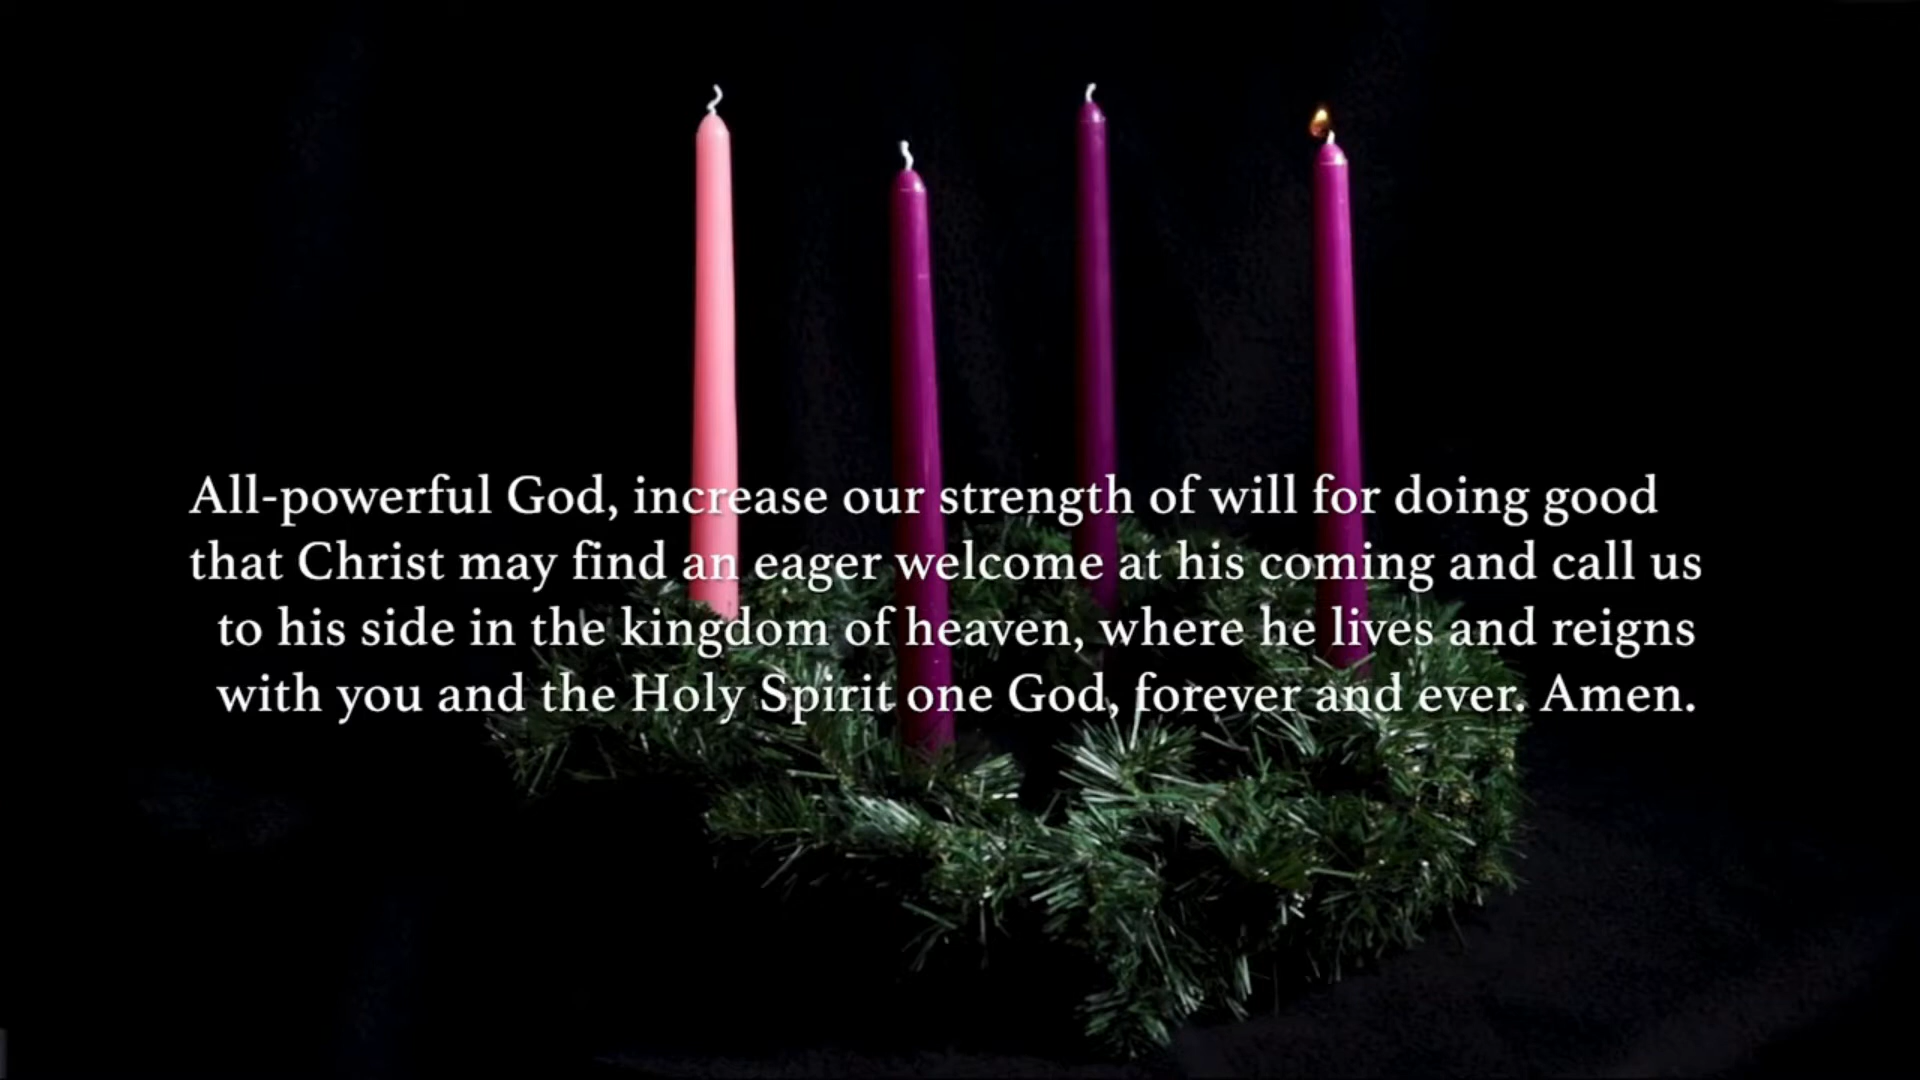 All-powerful God, increase our strength of will for doing good
that Christ may find an eager welcome at his coming and call us
to his side in the kingdom of heaven, where he lives and reigns
with you and the Holy Spirit one God, forever and ever. Amen.